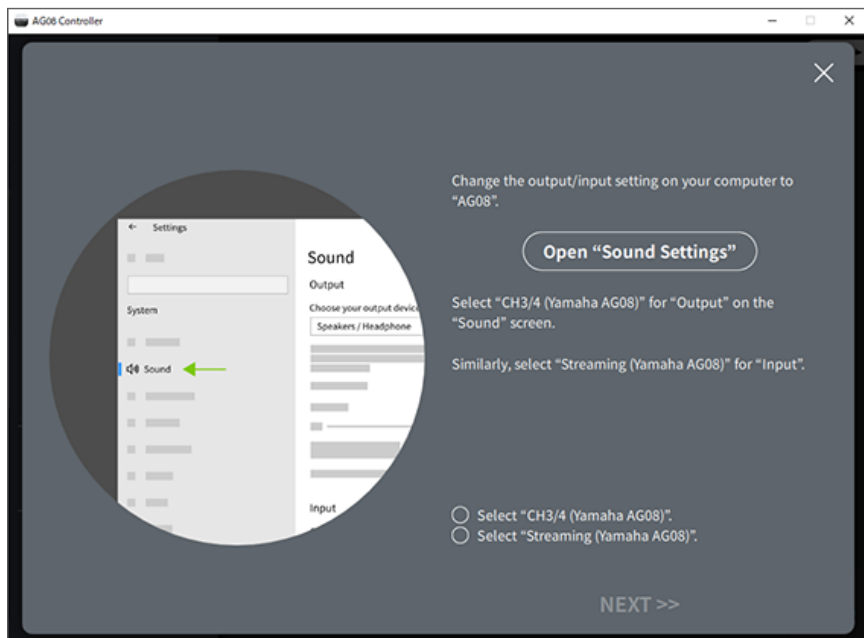 AG08 Controller
Change the output/input setting on your computer to
“AG08”.
Open “Sound Settings”
Select “CH3/4 (Yamaha AG08)” for “Output” on the
“Sound” screen.
Similarly, select “Streaming (Yamaha AG08)” for “Input”.
Settings
System
Sound
Sound
Output
Choose your output device
Speakers / Headphone
Input
Select “CH3/4 (Yamaha AG08)”.
Select “Streaming (Yamaha AG08)”.
NEXT >>